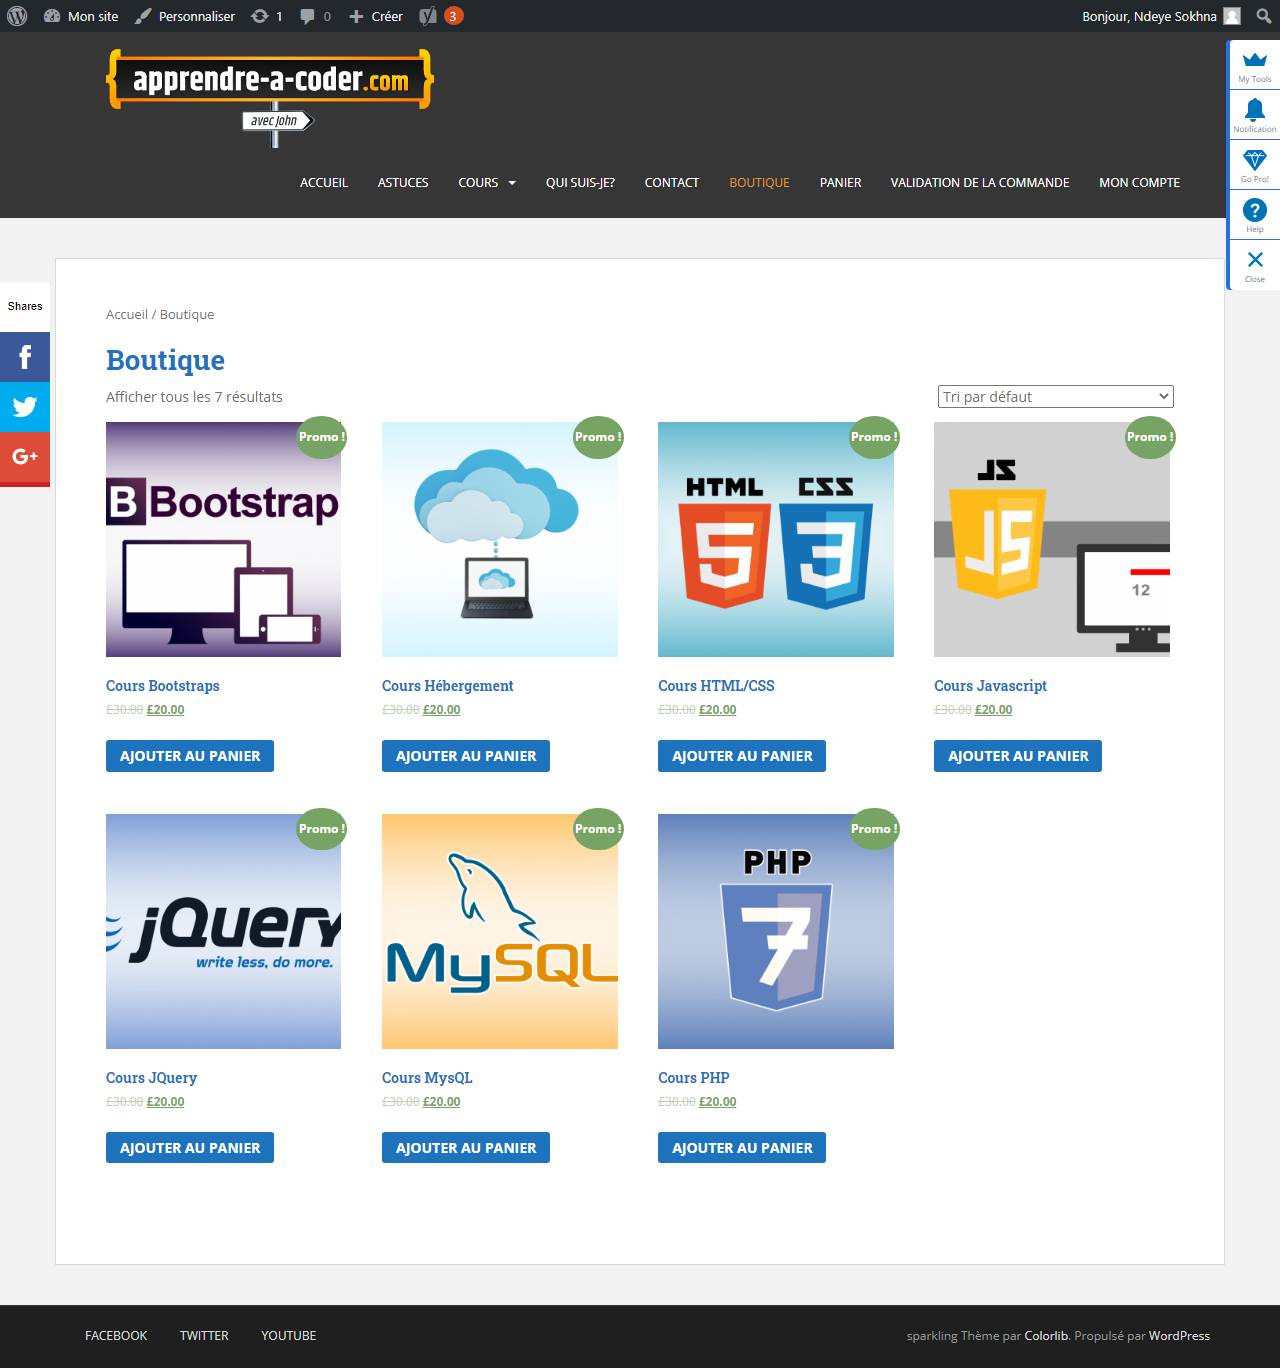 Mon site Personnaliser 1 0 Créer 3 Bonjour, Ndeye Sokhna
apprendre-a-coder.com
avec John
My Tools
Notification
Go Pro!
Help
Close
ACCUEIL ASTUCES COURS QUI SUIS-JE? CONTACT BOUTIQUE PANIER VALIDATION DE LA COMMANDE MON COMPTE
Shares
f
G+
Accueil / Boutique
Boutique
Afficher tous les 7 résultats Tri par défaut
Promo ! Promo ! Promo ! Promo !
B Bootstrap
HTML CSS
5 3
JS
JS
12
Cours Bootstraps Cours Hébergement Cours HTML/CSS Cours Javascript
£30.00 £20.00 £30.00 £20.00 £30.00 £20.00 £30.00 £20.00
AJOUTER AU PANIER AJOUTER AU PANIER AJOUTER AU PANIER AJOUTER AU PANIER
Promo ! Promo ! Promo !
jQuery
write less, do more.
MySQL
PHP
7
Cours JQuery Cours MysQL Cours PHP
£30.00 £20.00 £30.00 £20.00 £30.00 £20.00
AJOUTER AU PANIER AJOUTER AU PANIER AJOUTER AU PANIER
FACEBOOK TWITTER YOUTUBE sparkling Thème par Colorlib. Propulsé par WordPress